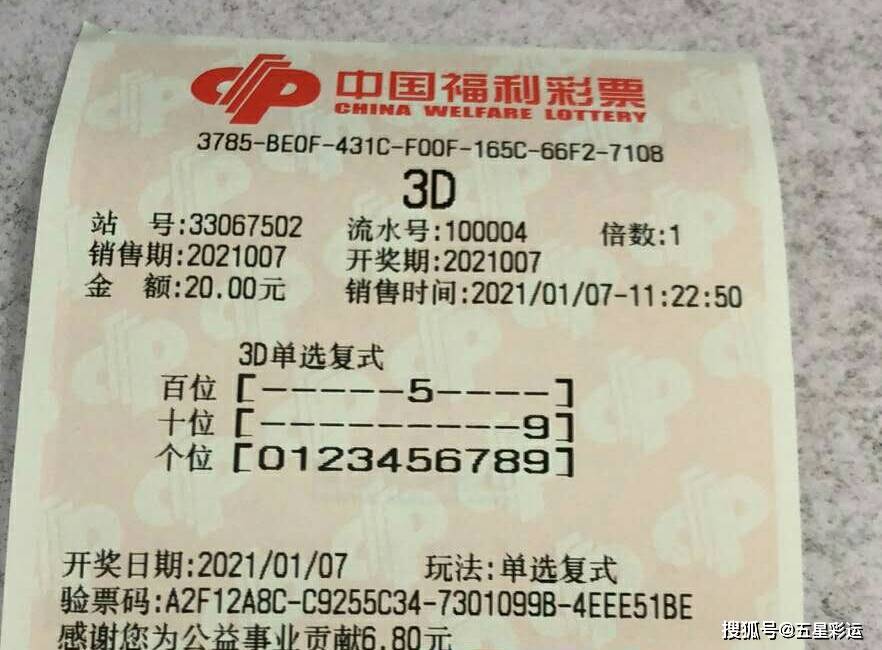 中国福利彩票
CHINA WELFARE LOTTERY
3785-BE0F-431C-F00F-165C-66F2-7108
3D
站 号:33067502 流水号:100004 倍数:1
销售期:2021007 开奖期:2021007
金 额:20.00元 销售时间:2021/01/07-11:22:50
3D单选复式
百位 [-----5----]
十位 [---------9]
个位 [0123456789]
开奖日期:2021/01/07 玩法:单选复式
验票码:A2F12A8C-C9255C34-7301099B-4EEE51BE
感谢您为公益事业贡献6.80元
搜狐号@五星彩运